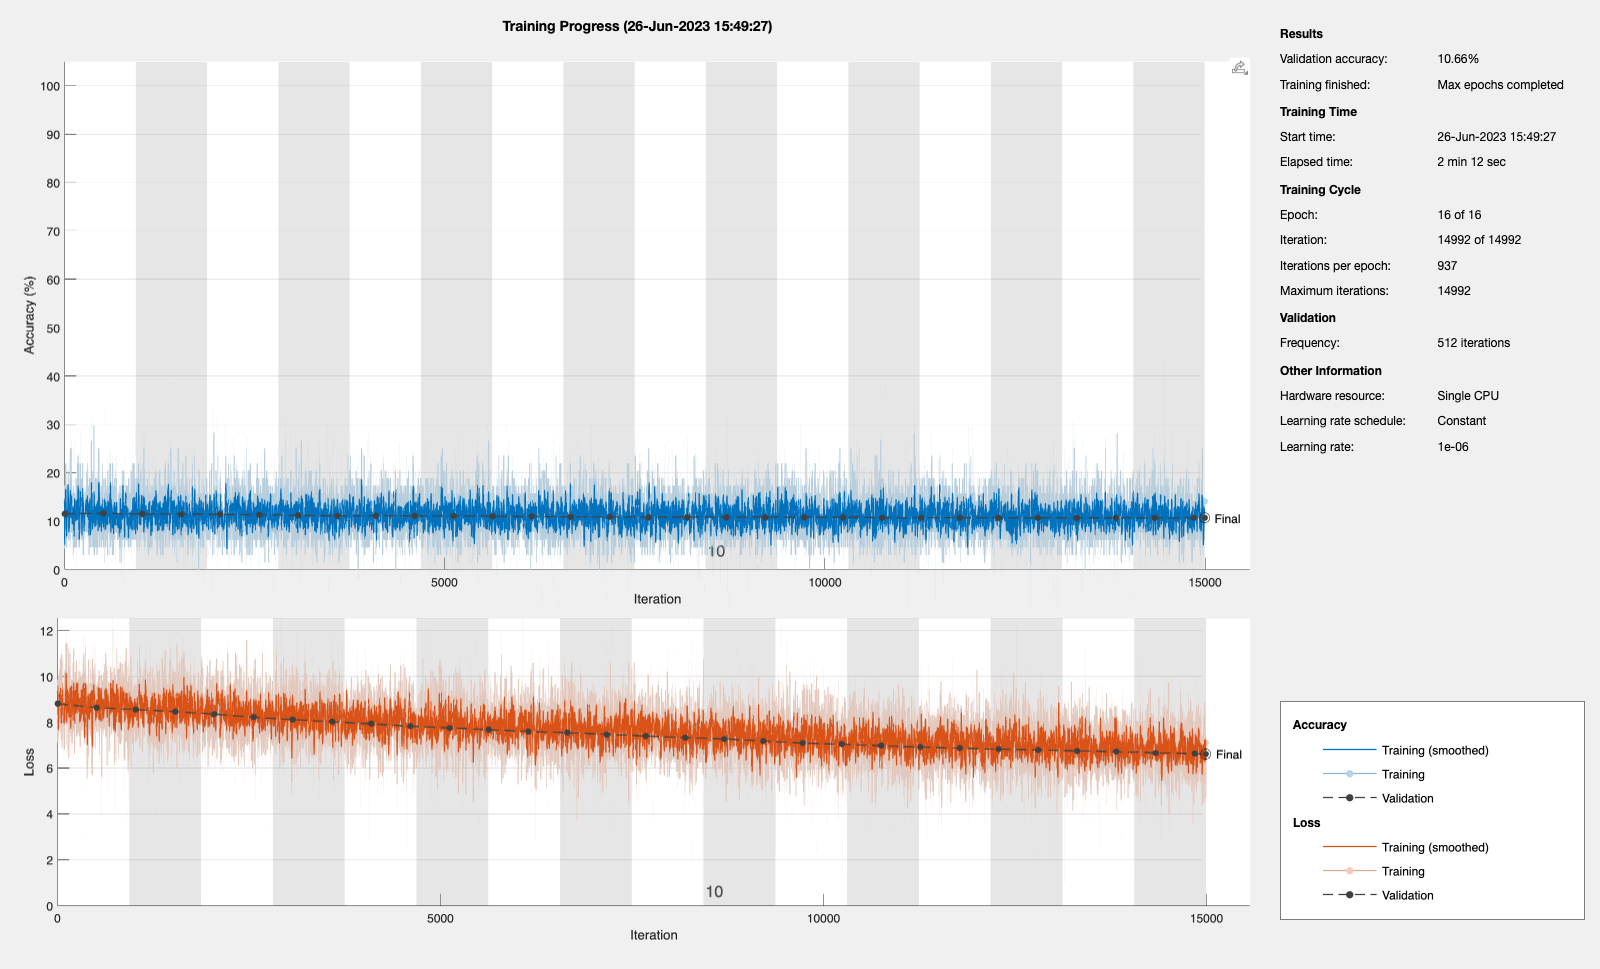 Training Progress (26-Jun-2023 15:49:27)
100
90
80
70
60
50
40
30
20
10
0
Accuracy (%)
10
Final
0
5000
10000
15000
Iteration
12
10
8
6
4
2
0
Loss
10
Final
0
5000
10000
15000
Iteration
Results
Validation accuracy: 10.66%
Training finished: Max epochs completed
Training Time
Start time: 26-Jun-2023 15:49:27
Elapsed time: 2 min 12 sec
Training Cycle
Epoch: 16 of 16
Iteration: 14992 of 14992
Iterations per epoch: 937
Maximum iterations: 14992
Validation
Frequency: 512 iterations
Other Information
Hardware resource: Single CPU
Learning rate schedule: Constant
Learning rate: 1e-06
Accuracy
Training (smoothed)
Training
Validation
Loss
Training (smoothed)
Training
Validation